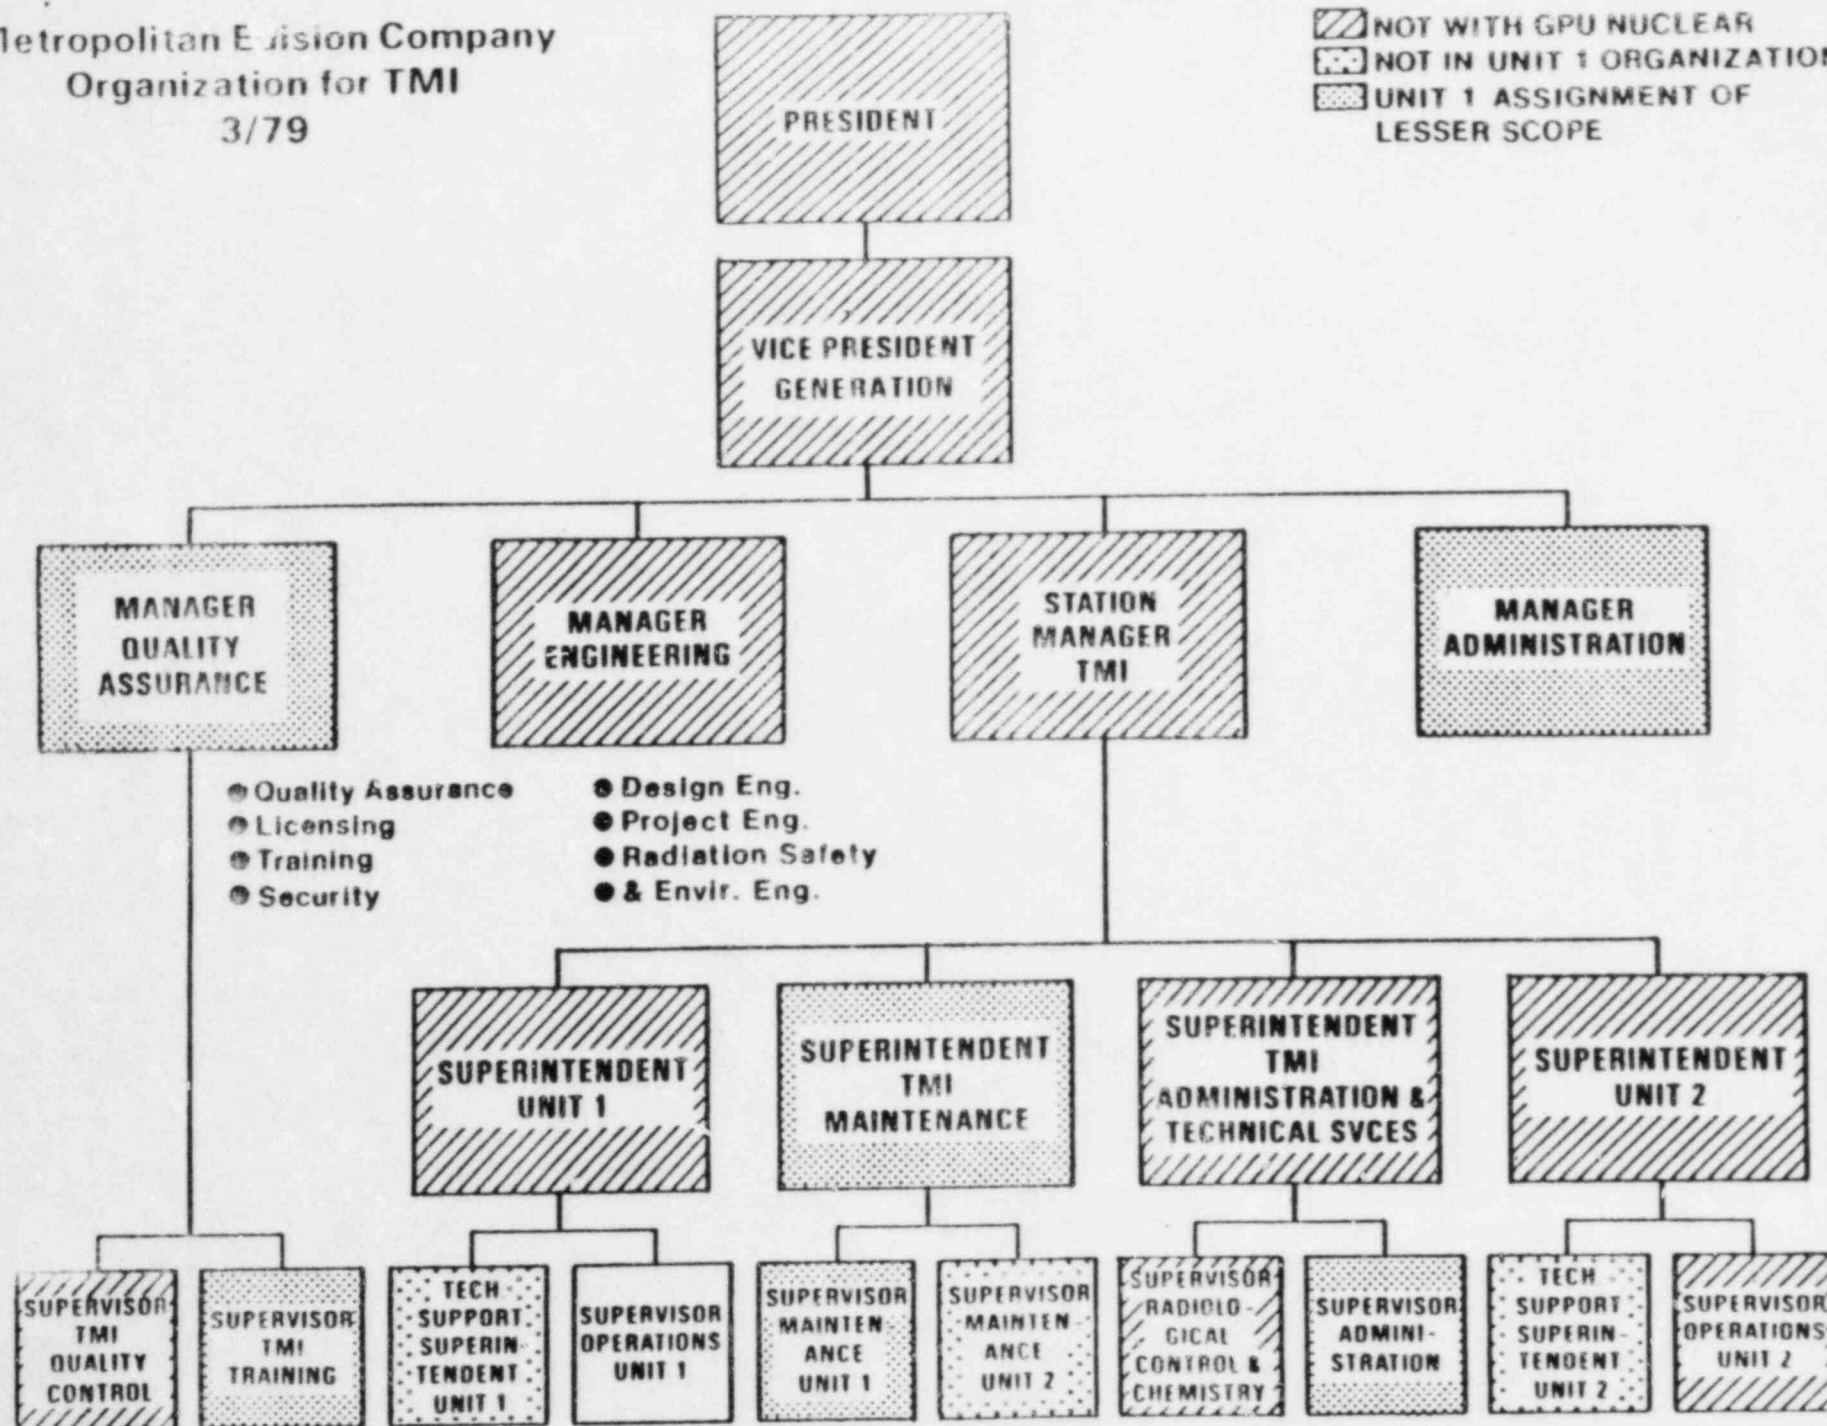 letropolitan E ision Company
Organization for TMI
3/79
NOT WITH GPU NUCLEAR
NOT IN UNIT 1 ORGANIZATION
UNIT 1 ASSIGNMENT OF
LESSER SCOPE
PRESIDENT
VICE PRESIDENT
GENERATION
MANAGER
QUALITY
ASSURANCE
MANAGER
ENGINEERING
STATION
MANAGER
TMI
MANAGER
ADMINISTRATION
Quality Assurance
Licensing
Training
Security
Design Eng.
Project Eng.
Radiation Safety
& Envir. Eng.
SUPERINTENDENT
UNIT 1
SUPERINTENDENT
TMI
MAINTENANCE
SUPERINTENDENT
TMI
ADMINISTRATION &
TECHNICAL SVCES
SUPERINTENDENT
UNIT 2
SUPERVISOR
TMI
QUALITY
CONTROL
SUPERVISOR
TMI
TRAINING
TECH
SUPPORT
SUPERIN-
TENDENT
UNIT 1
SUPERVISOR
OPERATIONS
UNIT 1
SUPERVISOR
MAINTEN-
ANCE
UNIT 1
SUPERVISOR
MAINTEN-
ANCE
UNIT 2
SUPERVISOR
RADIOLO-
GICAL
CONTROL &
CHEMISTRY
SUPERVISOR
ADMINI-
STRATION
TECH
SUPPORT
SUPERIN-
TENDENT
UNIT 2
SUPERVISOR
OPERATIONS
UNIT 2